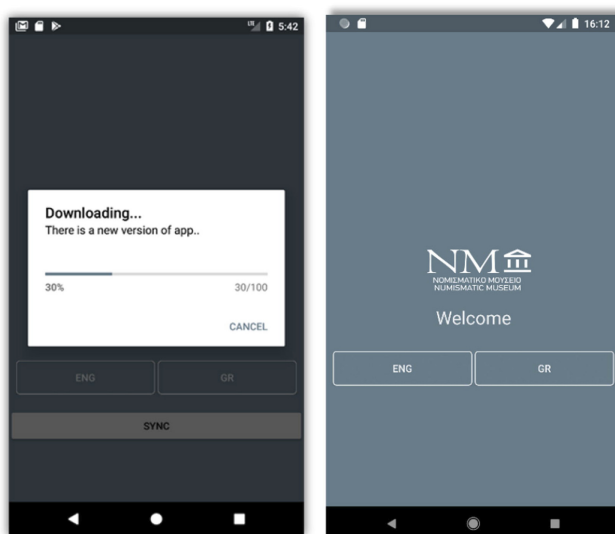 LTE 5:42
Downloading...
There is a new version of app..
30% 30/100
CANCEL
ENG GR
SYNC
16:12
NM
ΝΟΜΙΣΜΑΤΙΚΟ ΜΟΥΣΕΙΟ
NUMISMATIC MUSEUM
Welcome
ENG GR